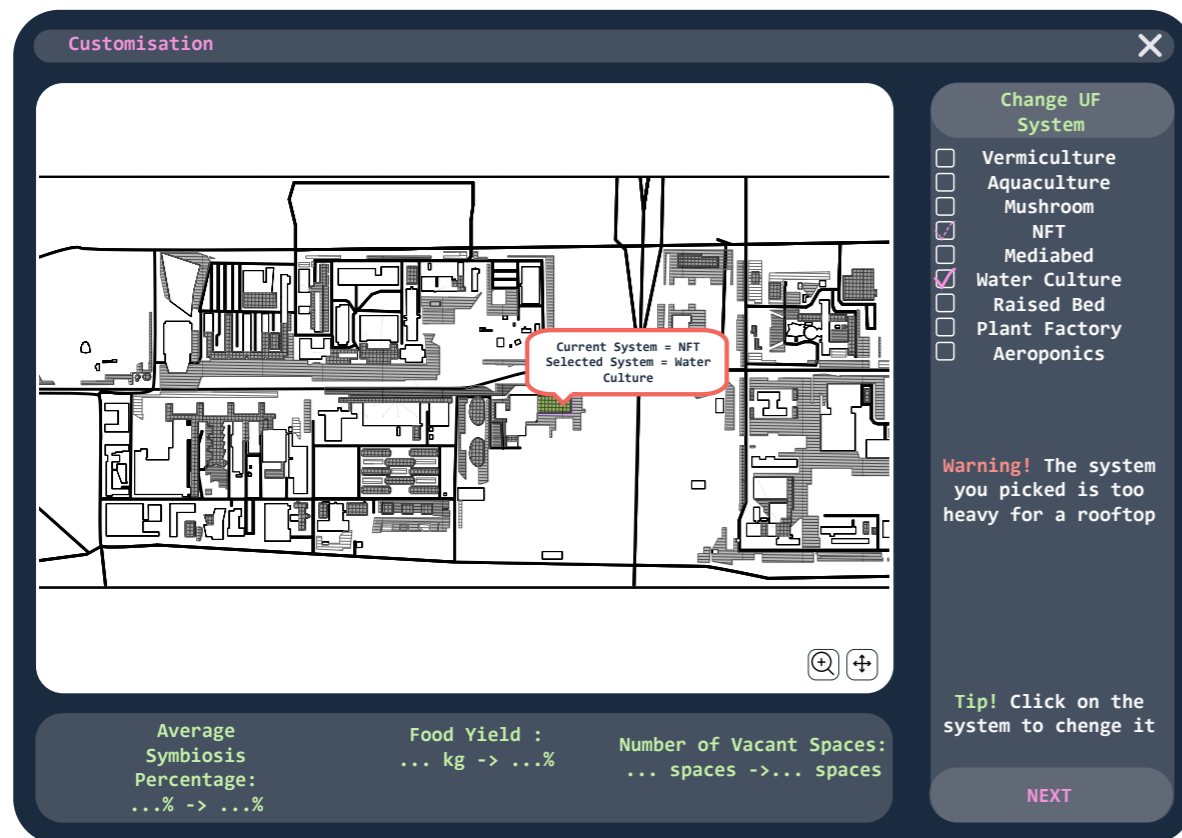 Customisation
Change UF
System
Vermiculture
Aquaculture
Mushroom
NFT
Mediabed
Water Culture
Raised Bed
Plant Factory
Aeroponics
Current System = NFT
Selected System = Water
Culture
Warning! The system
you picked is too
heavy for a rooftop
Tip! Click on the
system to chenge it
NEXT
Average
Symbiosis
Percentage:
...% -> ...%
Food Yield :
... kg -> ...%
Number of Vacant Spaces:
... spaces ->... spaces